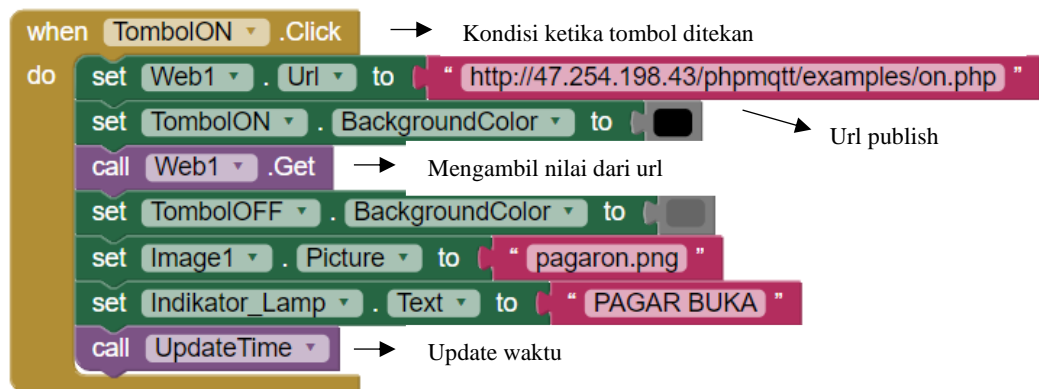 when TombolON .Click Kondisi ketika tombol ditekan
do set Web1 . Url to " http://47.254.198.43/phpmqtt/examples/on.php "
set TombolON . BackgroundColor to
Url publish
call Web1 .Get Mengambil nilai dari url
set TombolOFF . BackgroundColor to
set Image1 . Picture to " pagaron.png "
set Indikator_Lamp . Text to " PAGAR BUKA "
call UpdateTime Update waktu